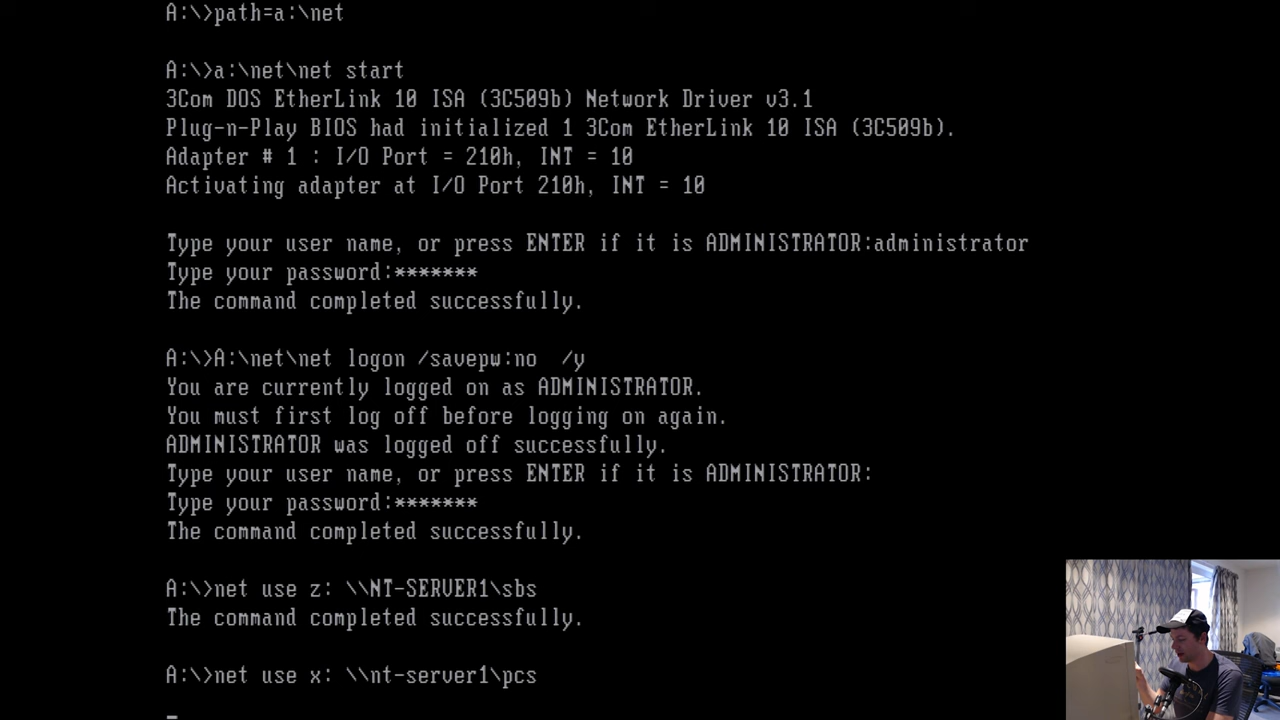 A:\>path=a:\net
A:\>a:\net\net start
3Com DOS EtherLink 10 ISA (3C509b) Network Driver v3.1
Plug-n-Play BIOS had initialized 1 3Com EtherLink 10 ISA (3C509b).
Adapter # 1 : I/O Port = 210h, INT = 10
Activating adapter at I/O Port 210h, INT = 10
Type your user name, or press ENTER if it is ADMINISTRATOR:administrator
Type your password:*******
The command completed successfully.
A:\>A:\net\net logon /savepw:no  /y
You are currently logged on as ADMINISTRATOR.
You must first log off before logging on again.
ADMINISTRATOR was logged off successfully.
Type your user name, or press ENTER if it is ADMINISTRATOR:
Type your password:*******
The command completed successfully.
A:\>net use z: \\NT-SERVER1\sbs
The command completed successfully.
A:\>net use x: \\nt-server1\pcs